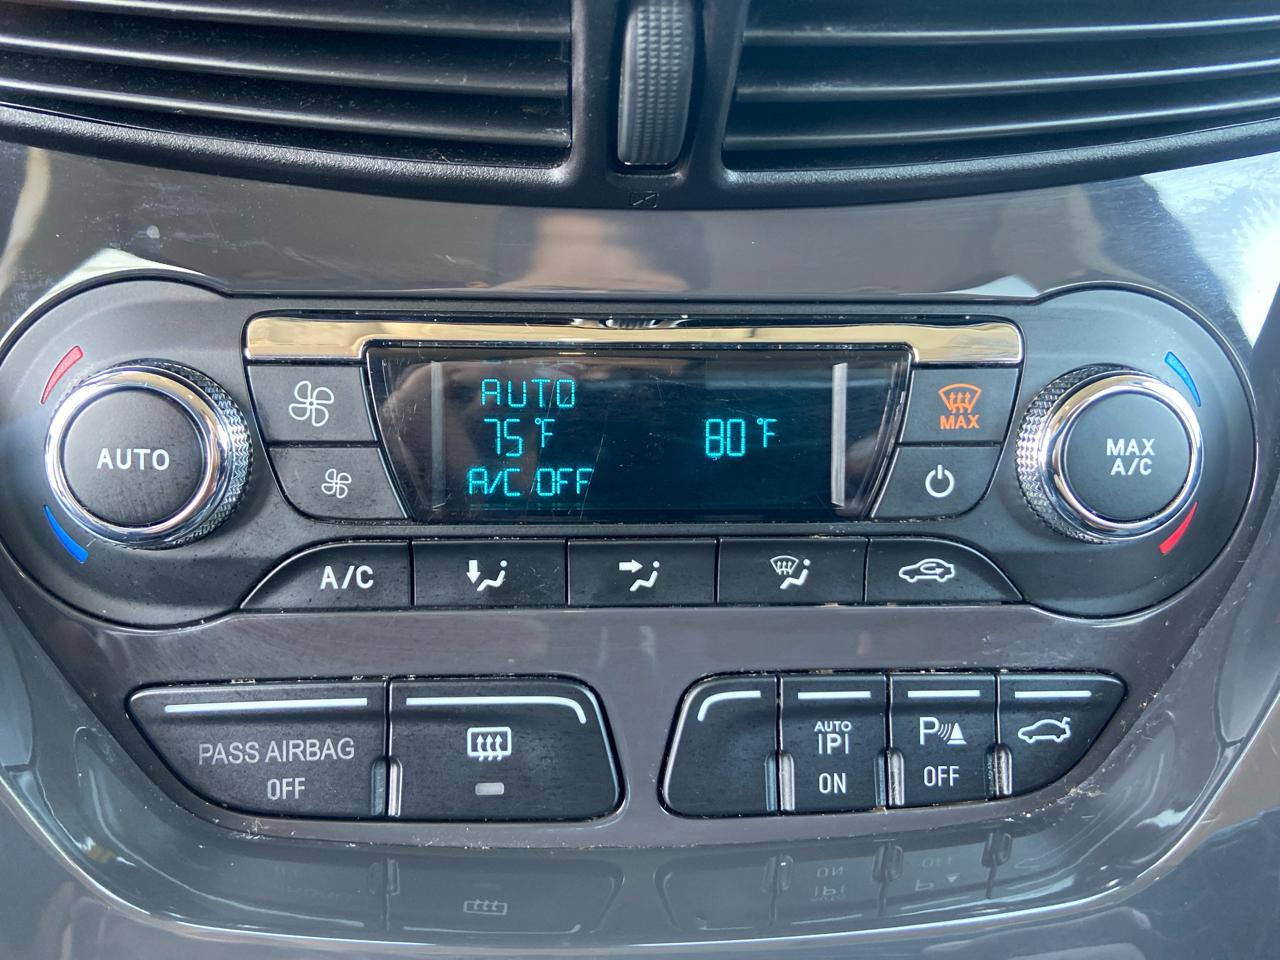 AUTO
75°F
80°F
A/C OFF
AUTO
MAX
MAX
A/C
A/C
PASS AIRBAG
OFF
AUTO
|P|
ON
P
OFF